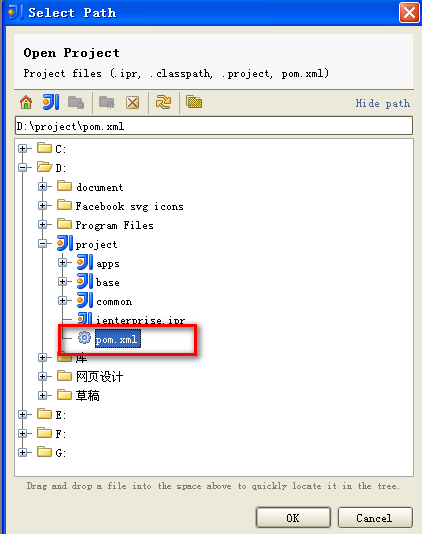 Select Path
Open Project
Project files (.ipr, .classpath, .project, pom.xml)
Hide path
D:\project\pom.xml
C:
D:
document
Facebook svg icons
Program Files
project
apps
base
common
ienterprise.ipr
pom.xml
库
网页设计
草稿
E:
F:
G:
Drag and drop a file into the space above to quickly locate it in the tree.
OK
Cancel